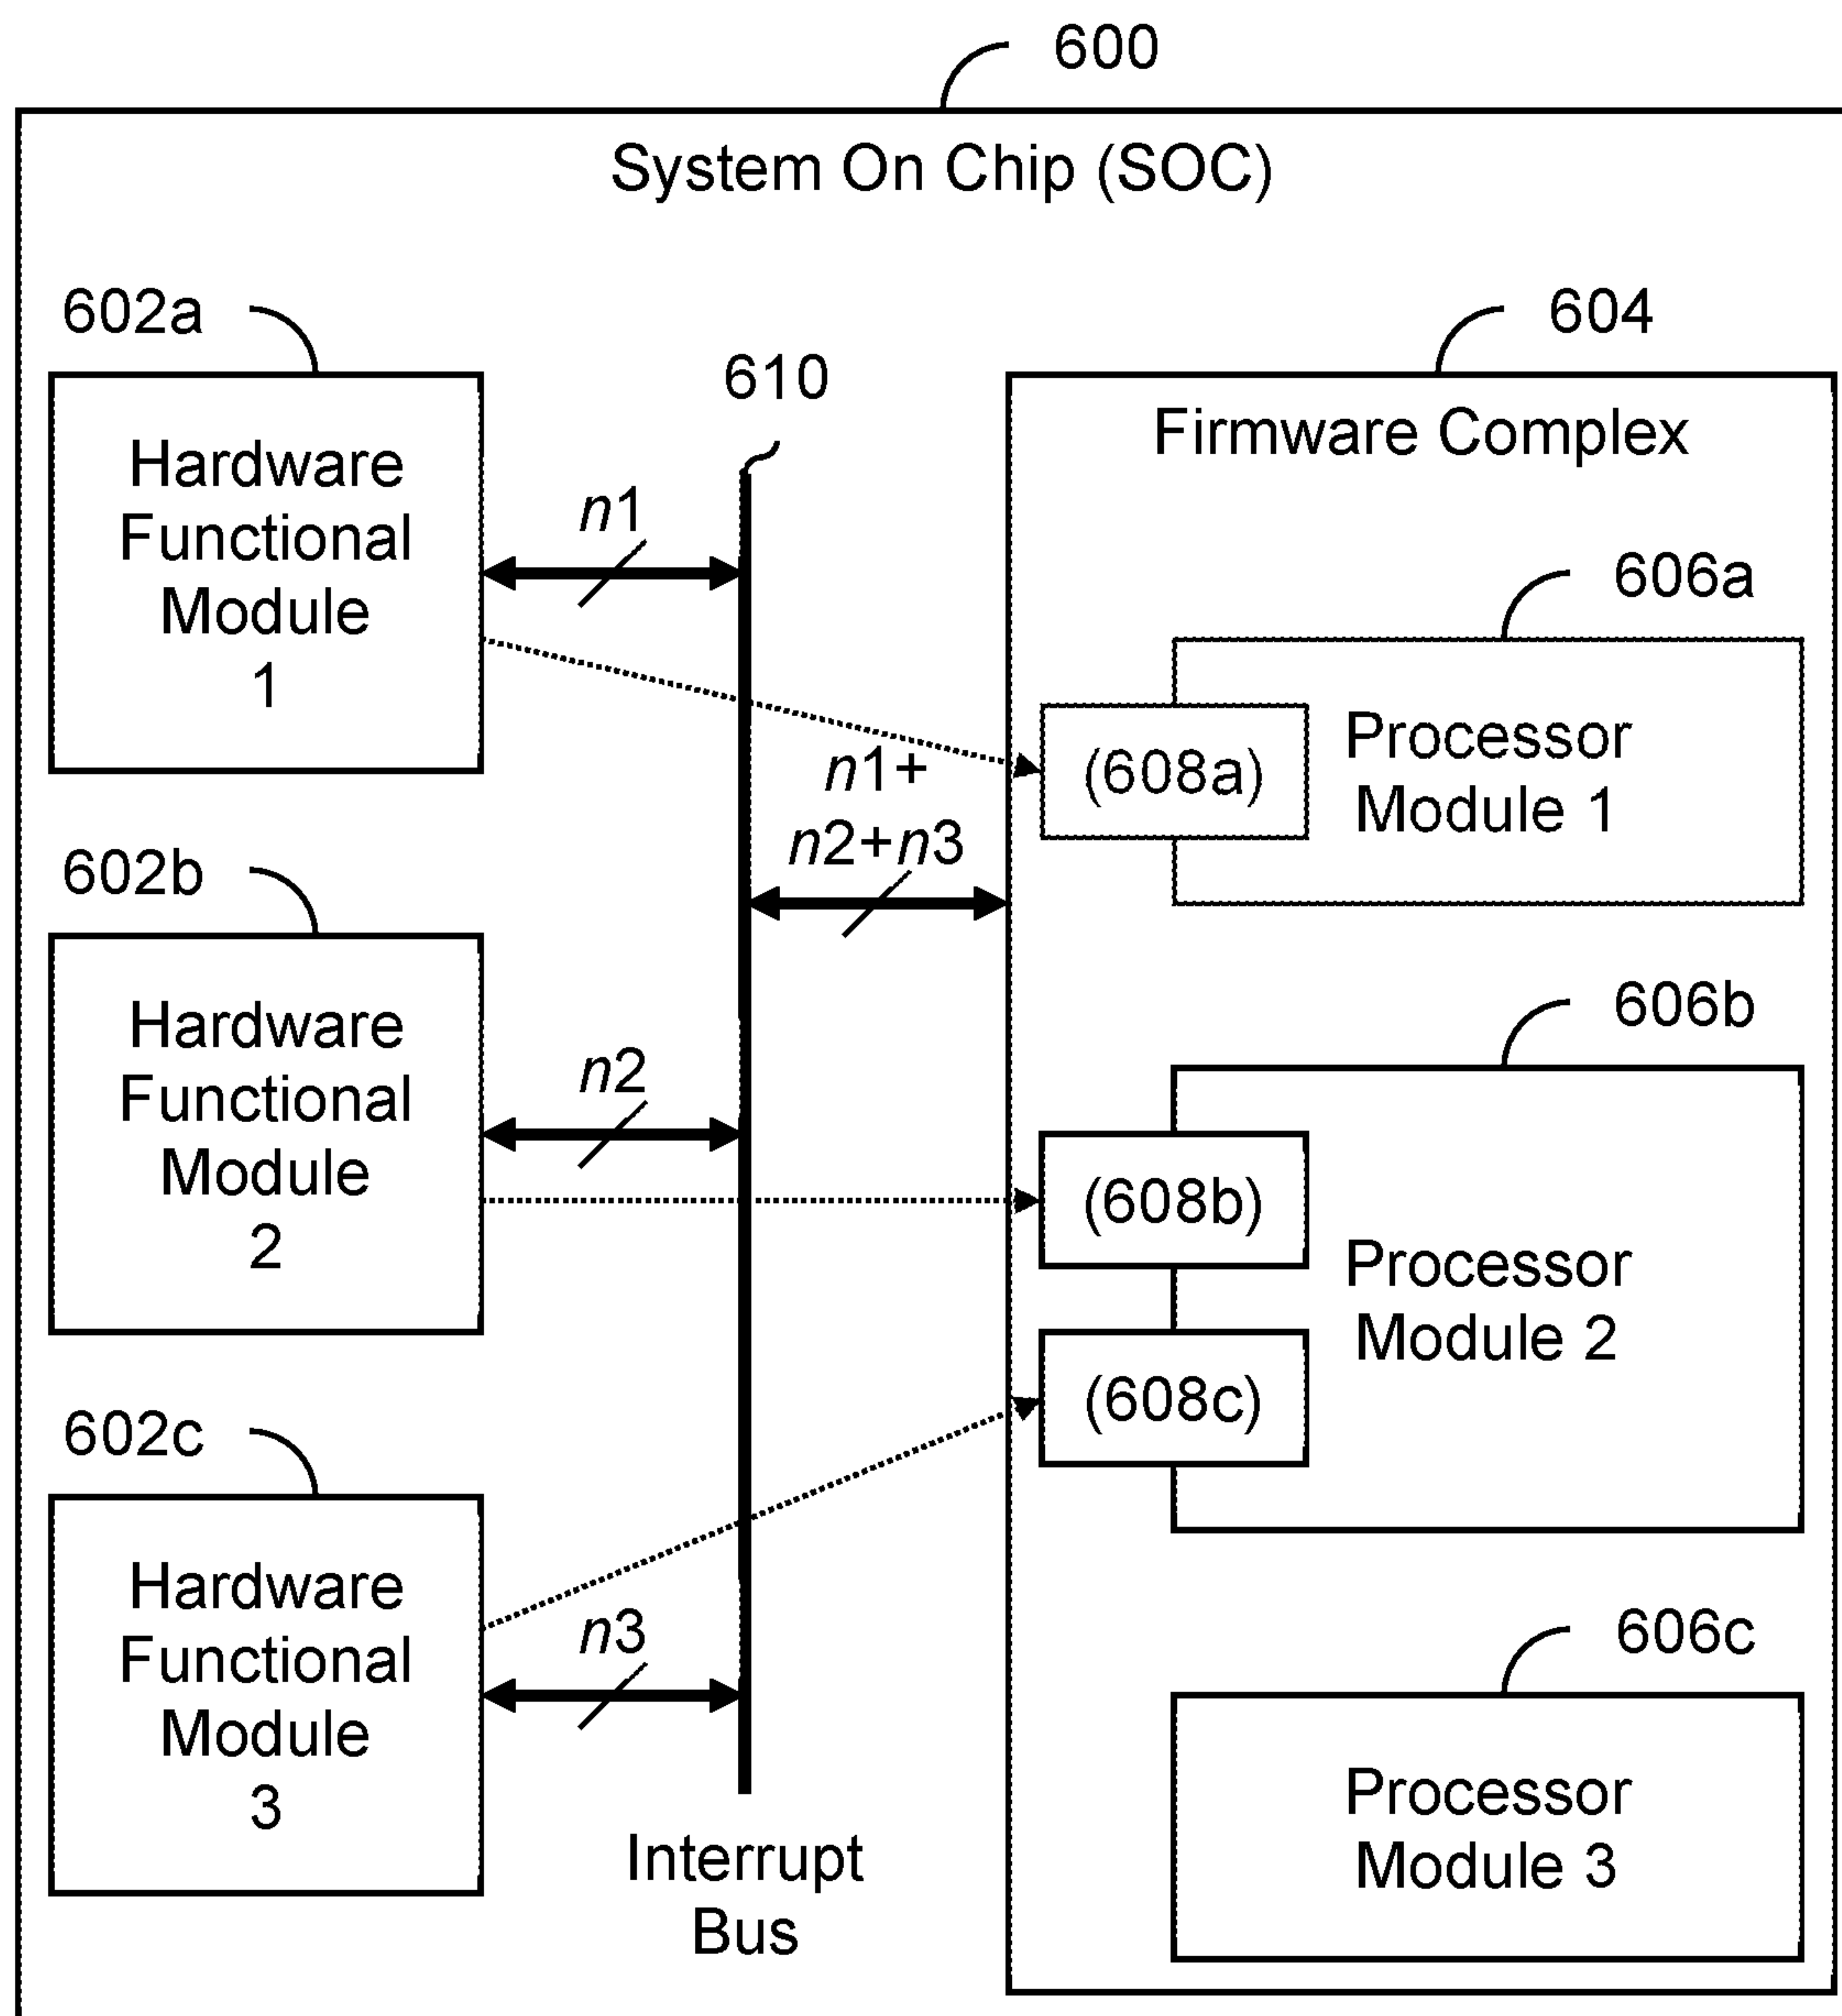 600
System On Chip (SOC)
602a
604
610
Hardware
Functional
Module
1
n1
Firmware Complex
606a
(608a)
Processor
Module 1
n1+
n2+n3
602b
Hardware
Functional
Module
2
n2
606b
(608b)
Processor
Module 2
(608c)
602c
Hardware
Functional
Module
3
n3
606c
Processor
Module 3
Interrupt
Bus